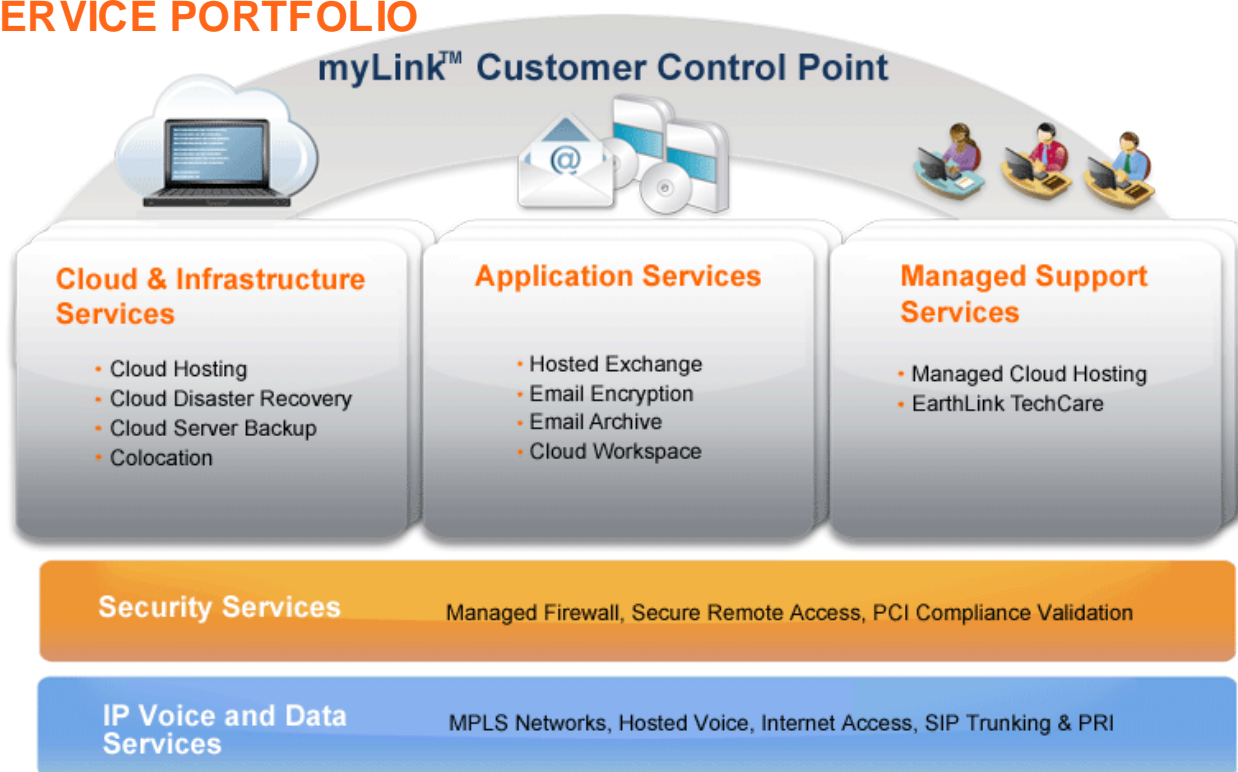 ERVICE PORTFOLIO
myLink™ Customer Control Point
@
Cloud & Infrastructure
Services
• Cloud Hosting
• Cloud Disaster Recovery
• Cloud Server Backup
• Colocation
Application Services
• Hosted Exchange
• Email Encryption
• Email Archive
• Cloud Workspace
Managed Support
Services
• Managed Cloud Hosting
• EarthLink TechCare
Security Services
Managed Firewall, Secure Remote Access, PCI Compliance Validation
IP Voice and Data
Services
MPLS Networks, Hosted Voice, Internet Access, SIP Trunking & PRI